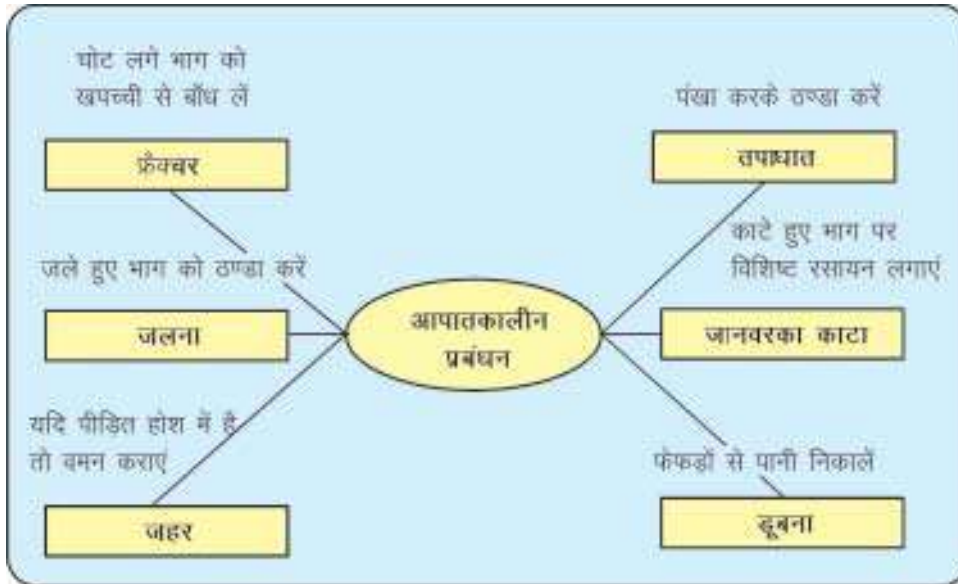 चोट लगे भाग को
खपच्ची से बाँध लें
फ्रैक्चर
जले हुए भाग को ठण्डा करें
जलना
यदि पीड़ित होश में है
तो वमन कराएं
जहर
आपातकालीन
प्रबंधन
पंखा करके ठण्डा करें
तपाघात
काटे हुए भाग पर
विशिष्ट रसायन लगाएं
जानवरका काटा
फेफड़ों से पानी निकालें
डूबना